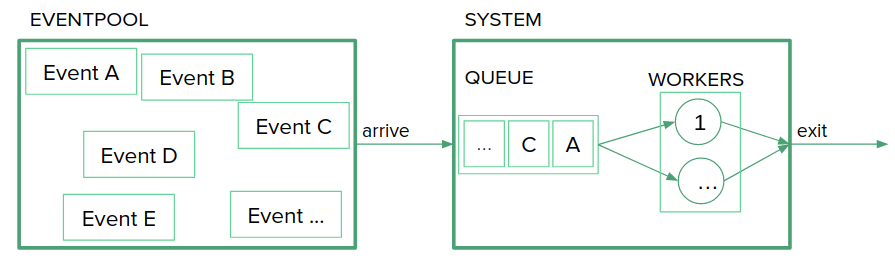 EVENTPOOL
Event A
Event B
Event C
Event D
Event E
Event ...
arrive
SYSTEM
QUEUE
... C A
WORKERS
1
...
exit